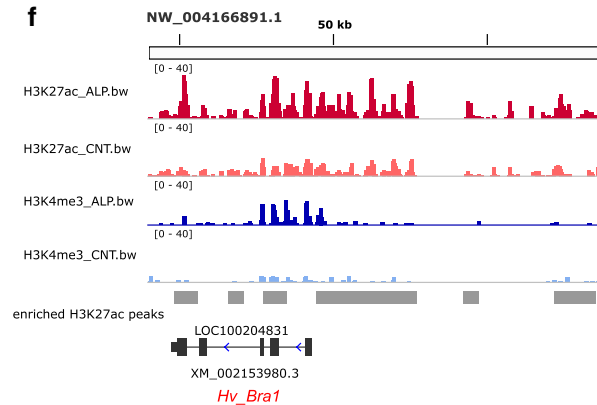 f
NW_004166891.1
50 kb
[0 - 40]
H3K27ac_ALP.bw
[0 - 40]
H3K27ac_CNT.bw
[0 - 40]
H3K4me3_ALP.bw
[0 - 40]
H3K4me3_CNT.bw
enriched H3K27ac peaks
LOC100204831
XM_002153980.3
Hv_Bra1